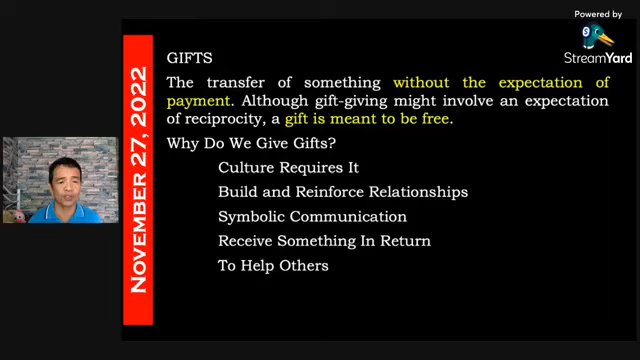 Powered by
StreamYard
NOVEMBER 27, 2022
GIFTS
The transfer of something without the expectation of
payment. Although gift-giving might involve an expectation
of reciprocity, a gift is meant to be free.
Why Do We Give Gifts?
Culture Requires It
Build and Reinforce Relationships
Symbolic Communication
Receive Something In Return
To Help Others